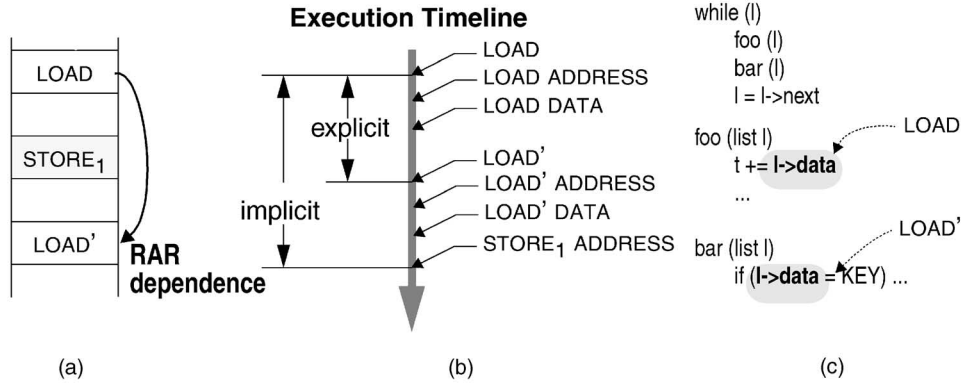 LOAD
STORE1
LOAD'
RAR
dependence
(a)
Execution Timeline
LOAD
LOAD ADDRESS
LOAD DATA
explicit
LOAD'
LOAD' ADDRESS
implicit
LOAD' DATA
STORE1 ADDRESS
(b)
while (l)
foo (l)
bar (l)
l = l->next
foo (list l)
LOAD
t += l->data
...
LOAD'
bar (list l)
if (l->data = KEY) ...
(c)